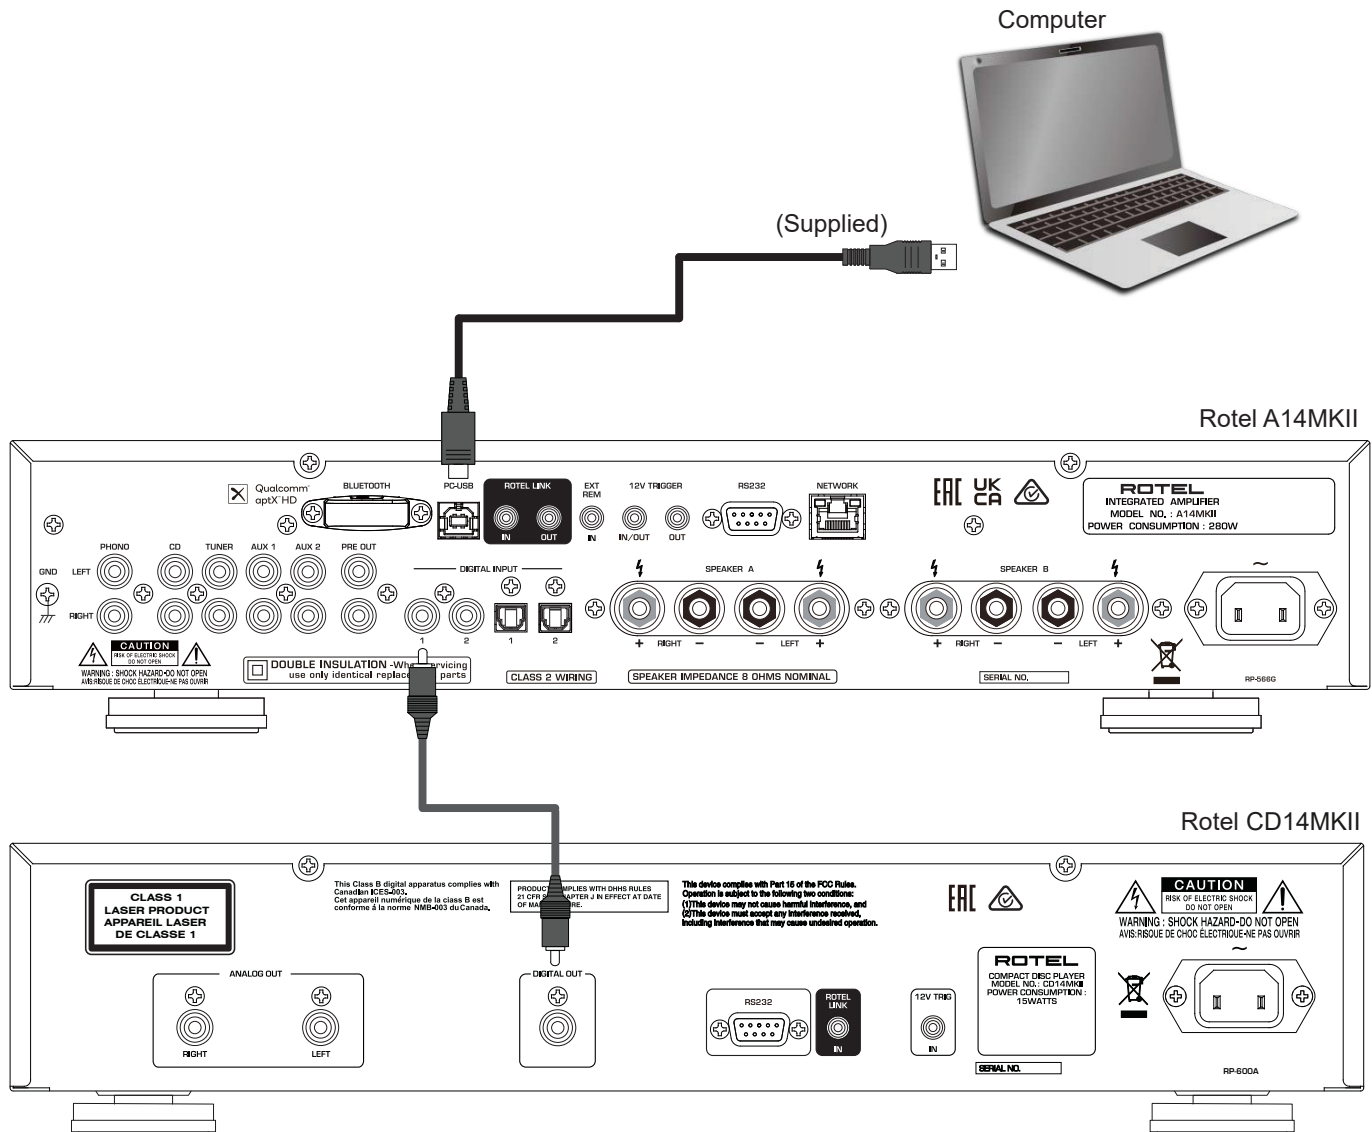 Computer
(Supplied)
Rotel A14MKII
Qualcomm
aptX HD
BLUETOOTH
PC-USB
ROTEL LINK
IN
OUT
EXT
REM
IN
12V TRIGGER
IN/OUT
OUT
RS232
NETWORK
EAC UK
CA
ROTEL
INTEGRATED AMPLIFIER
MODEL NO. : A14MKII
POWER CONSUMPTION : 280W
PHONO
CD
TUNER
AUX 1
AUX 2
PRE OUT
GND
LEFT
RIGHT
DIGITAL INPUT
1
2
1
2
SPEAKER A
+ RIGHT − − LEFT +
SPEAKER B
+ RIGHT − − LEFT +
~
CAUTION
RISK OF ELECTRIC SHOCK
DO NOT OPEN
WARNING : SHOCK HAZARD-DO NOT OPEN
AVIS:RISQUE DE CHOC ÉLECTRIQUE-NE PAS OUVRIR
DOUBLE INSULATION -When servicing
use only identical parts
CLASS 2 WIRING
SPEAKER IMPEDANCE 8 OHMS NOMINAL
SERIAL NO.
RP-566G
Rotel CD14MKII
CLASS 1
LASER PRODUCT
APPAREIL LASER
DE CLASSE 1
This Class B digital apparatus complies with
Canadian ICES-003.
Cet appareil numérique de la class B est
conforme á la norme NMB-003 du Canada.
PRODUCT COMPLIES WITH DHHS RULES
21 CFR J IN EFFECT AT DATE
OF
This device complies with Part 15 of the FCC Rules.
Operation is subject to the following two conditions:
(1)This device may not cause harmful interference, and
(2)This device must accept any interference received,
including interference that may cause undesired operation.
EAC
CAUTION
RISK OF ELECTRIC SHOCK
DO NOT OPEN
WARNING : SHOCK HAZARD-DO NOT OPEN
AVIS:RISQUE DE CHOC ÉLECTRIQUE-NE PAS OUVRIR
~
ANALOG OUT
RIGHT
LEFT
DIGITAL OUT
RS232
ROTEL
LINK
IN
12V TRIG
IN
ROTEL
COMPACT DISC PLAYER
MODEL NO. : CD14MKII
POWER CONSUMPTION :
15WATTS
SERIAL NO.
RP-600A